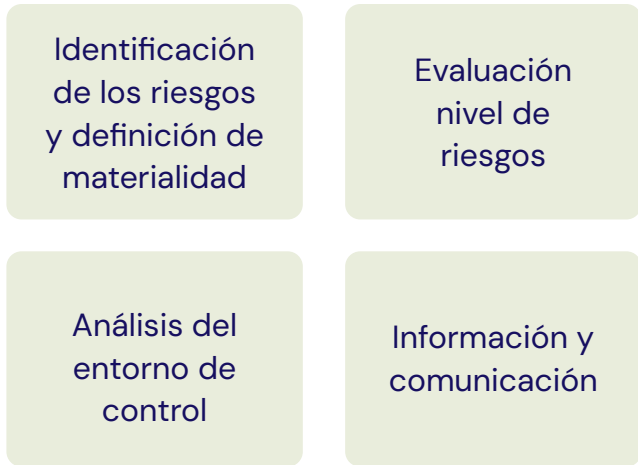 Identificación
de los riesgos
y definición de
materialidad
Evaluación
nivel de
riesgos
Análisis del
entorno de
control
Información y
comunicación